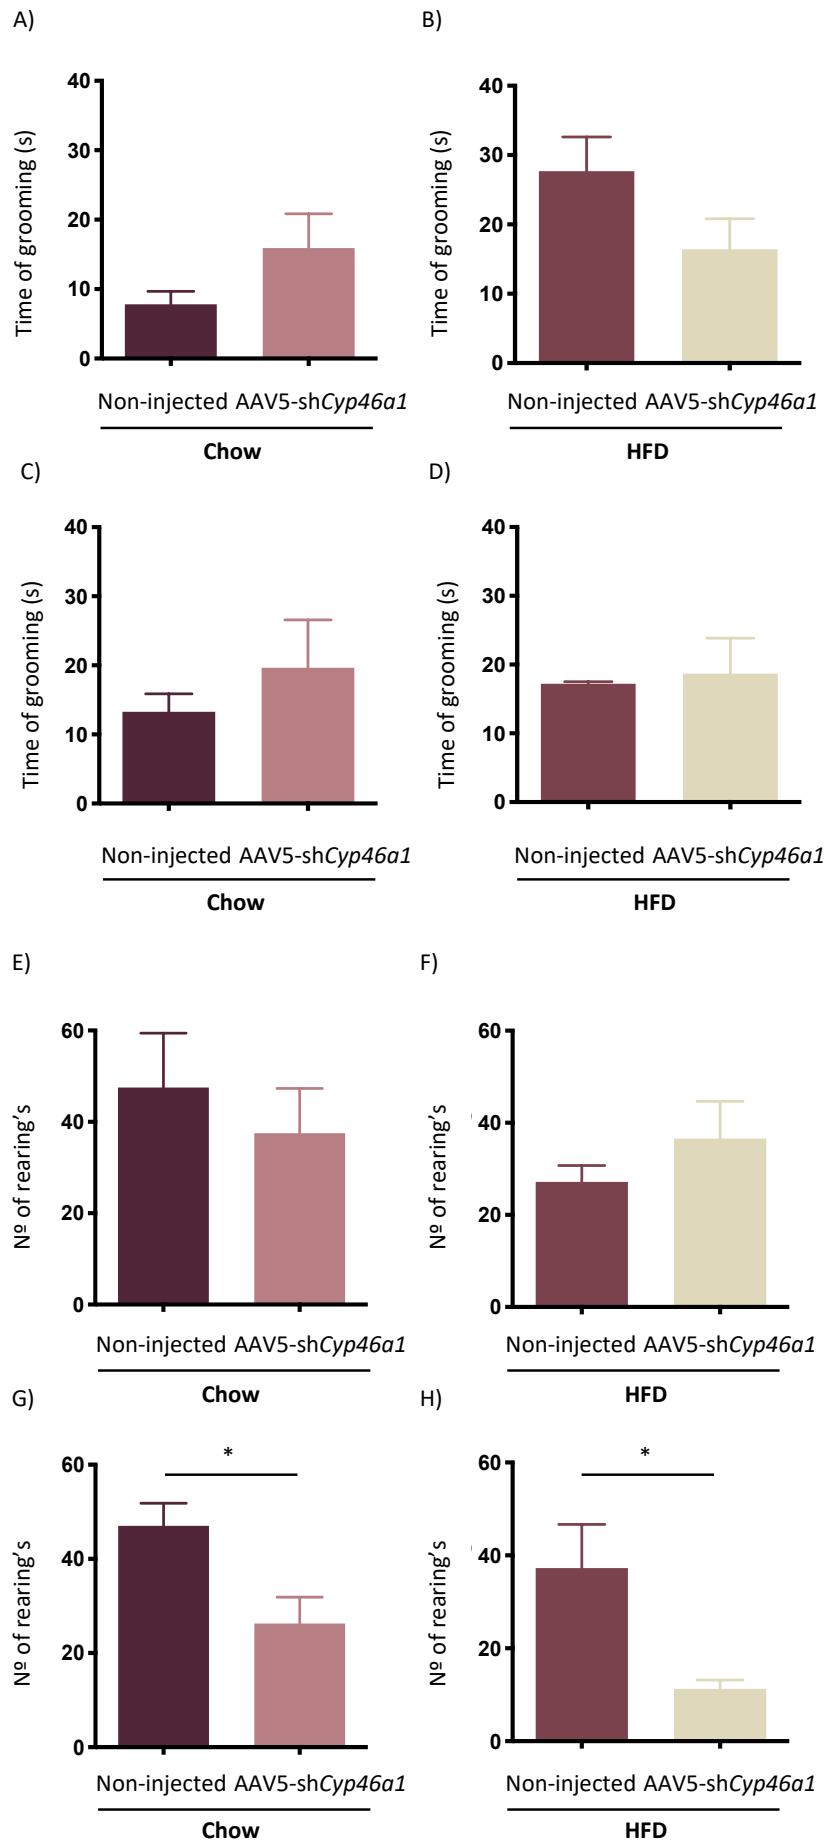 A)
B)
Time of grooming (s)
40
30
20
10
0
Non-injected AAV5-shCyp46a1
Chow
Time of grooming (s)
40
30
20
10
0
Non-injected AAV5-shCyp46a1
HFD
C)
D)
Time of grooming (s)
40
30
20
10
0
Non-injected AAV5-shCyp46a1
Chow
Time of grooming (s)
40
30
20
10
0
Non-injected AAV5-shCyp46a1
HFD
E)
F)
Nº of rearing’s
60
40
20
0
Non-injected AAV5-shCyp46a1
Chow
Nº of rearing’s
60
40
20
0
Non-injected AAV5-shCyp46a1
HFD
G)
H)
Nº of rearing’s
60
40
20
0
*
Non-injected AAV5-shCyp46a1
Chow
Nº of rearing’s
60
40
20
0
*
Non-injected AAV5-shCyp46a1
HFD